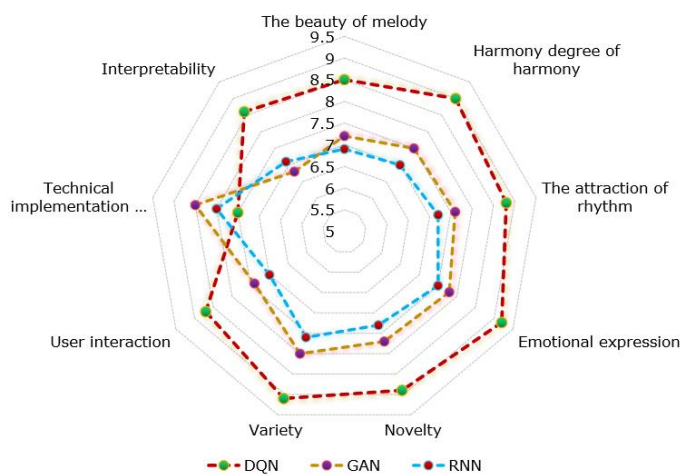 The beauty of melody
Harmony degree of
harmony
The attraction of
rhythm
Emotional expression
Novelty
Variety
User interaction
Technical
implementation ...
Interpretability
9.5
9
8.5
8
7.5
7
6.5
6
5.5
5
DQN
GAN
RNN